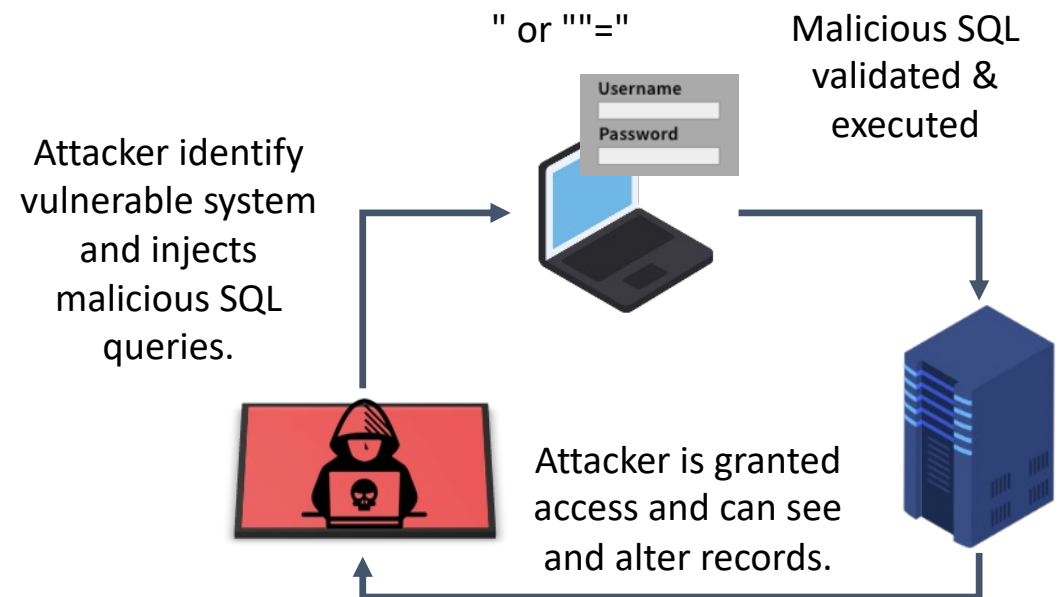 " or ""="
Malicious SQL
validated &
executed
Username
Password
Attacker identify
vulnerable system
and injects
malicious SQL
queries.
Attacker is granted
access and can see
and alter records.